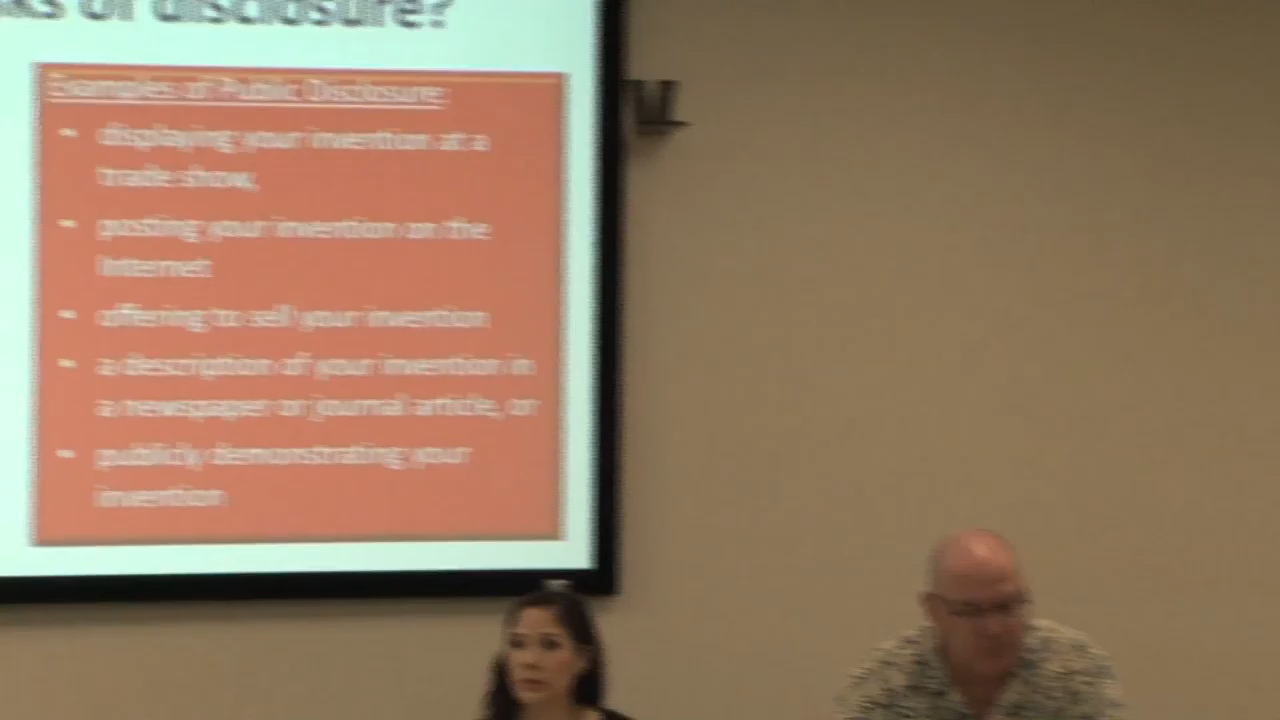 of disclosure?
Examples of Public Disclosure:
displaying your invention at a
trade show,
posting your invention on the
Internet
offering to sell your invention
a description of your invention in
a newspaper or journal article, or
publicly demonstrating your
invention